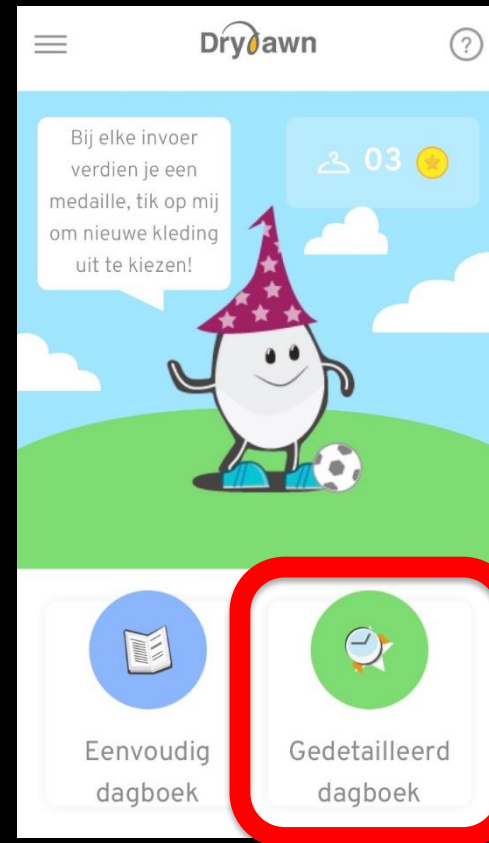 Drydawn
?
Bij elke invoer
verdien je een
medaille, tik op mij
om nieuwe kleding
uit te kiezen!
03
Eenvoudig
dagboek
Gedetailleerd
dagboek